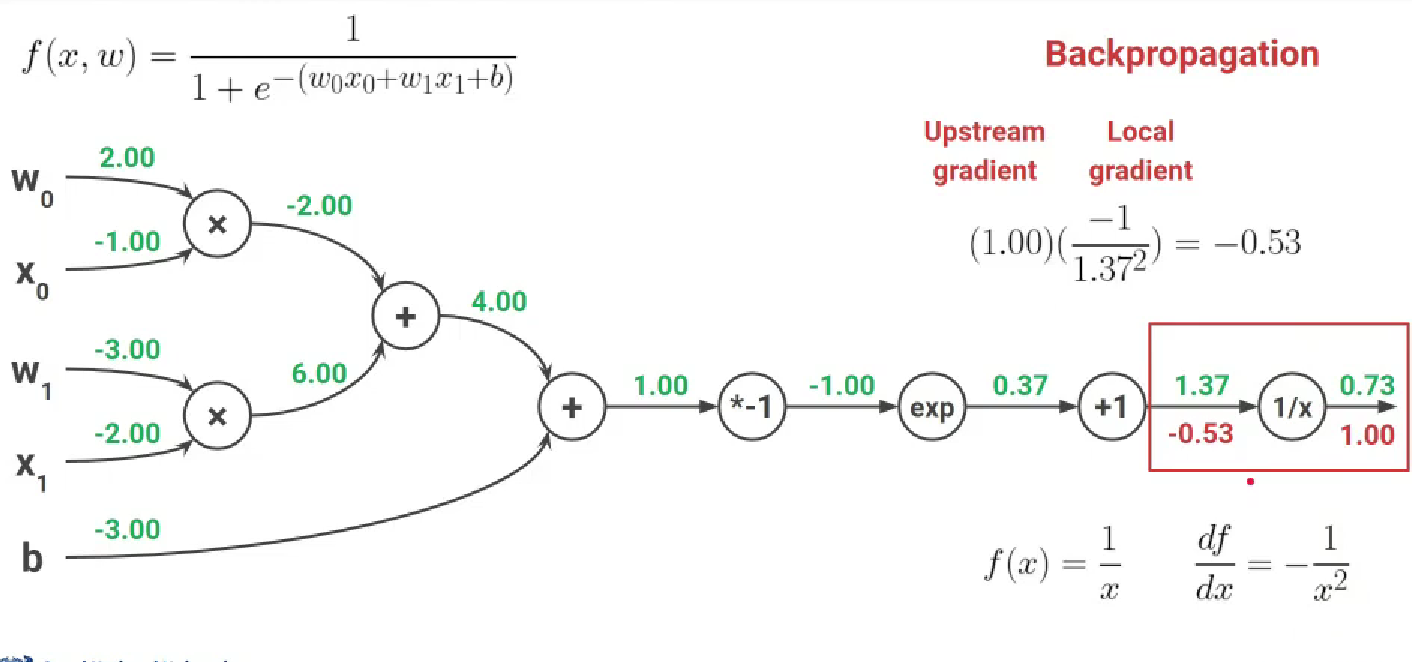 f(x, w) = \frac{1}{1 + e^{-(w_0x_0+w_1x_1+b)}}
Backpropagation
Upstream gradient
Local gradient
(1.00)(\frac{-1}{1.37^2}) = -0.53
w_0
2.00
×
-2.00
x_0
-1.00
+
4.00
w_1
-3.00
×
6.00
x_1
-2.00
b
-3.00
+
1.00
*-1
-1.00
exp
0.37
+1
1.37
-0.53
1/x
0.73
1.00
f(x) = \frac{1}{x}
\frac{df}{dx} = -\frac{1}{x^2}